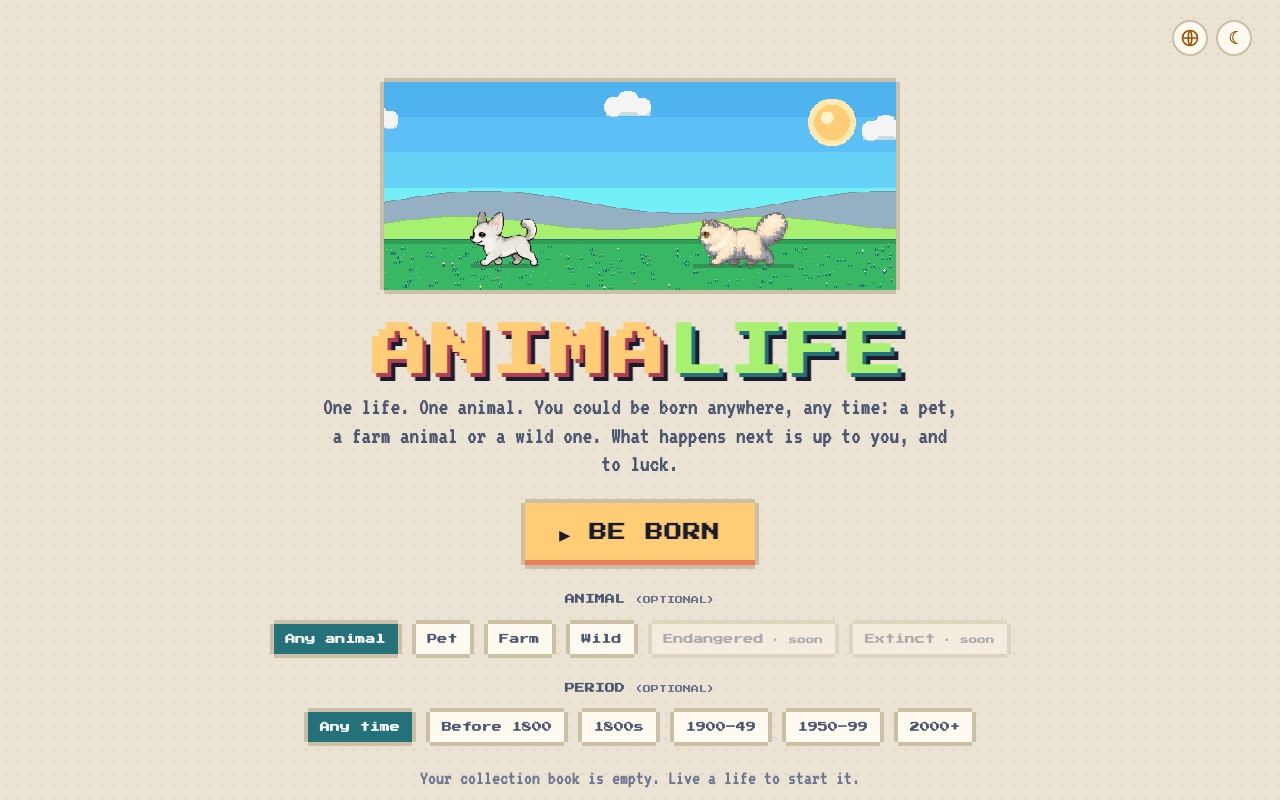 ANIMALIFE
One life. One animal. You could be born anywhere, any time: a pet,
a farm animal or a wild one. What happens next is up to you, and
to luck.
▶ BE BORN
ANIMAL (OPTIONAL)
Any animal Pet Farm Wild Endangered · soon Extinct · soon
PERIOD (OPTIONAL)
Any time Before 1800 1800s 1900–49 1950–99 2000+
Your collection book is empty. Live a life to start it.